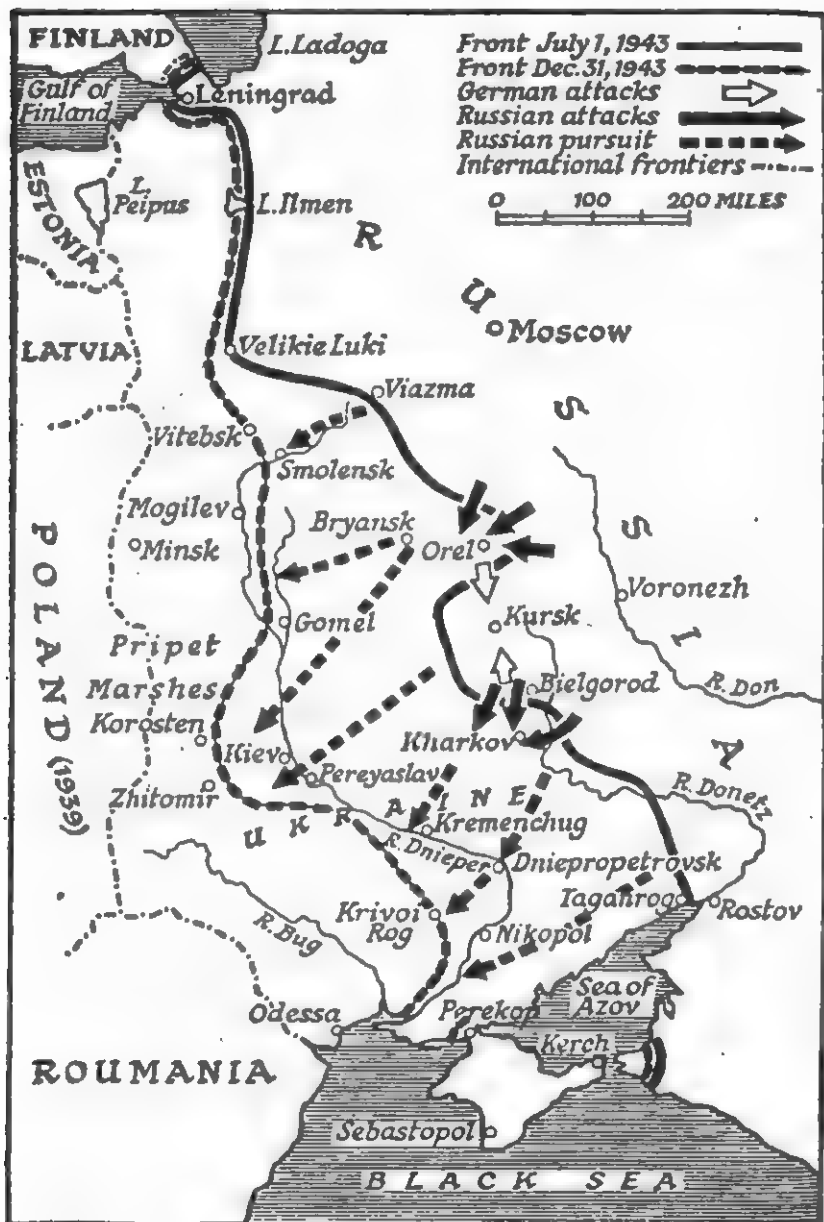 FINLAND
L. Ladoga
Gulf of
Finland
Leningrad
Front July 1, 1943
Front Dec. 31, 1943
German attacks
Russian attacks
Russian pursuit
International frontiers
0 100 200 MILES
ESTONIA
L.
Peipus
L. Ilmen
RUSSIA
Moscow
LATVIA
Velikie Luki
Viazma
Vitebsk
Smolensk
Mogilev
Minsk
Bryansk
Orel
POLAND (1939)
Voronezh
Gomel
Kursk
Pripet
Marshes
Bielgorod
R. Don
Korosten
Kiev
Kharkov
Pereyaslav
Zhitomir
UKRAINE
R. Donetz
Kremenchug
R. Dnieper
Dniepropetrovsk
Taganrog
Rostov
Krivoi
Rog
R. Bug
Nikopol
Odessa
Perekop
Sea of
Azov
Kerch
ROUMANIA
Sebastopol
BLACK SEA